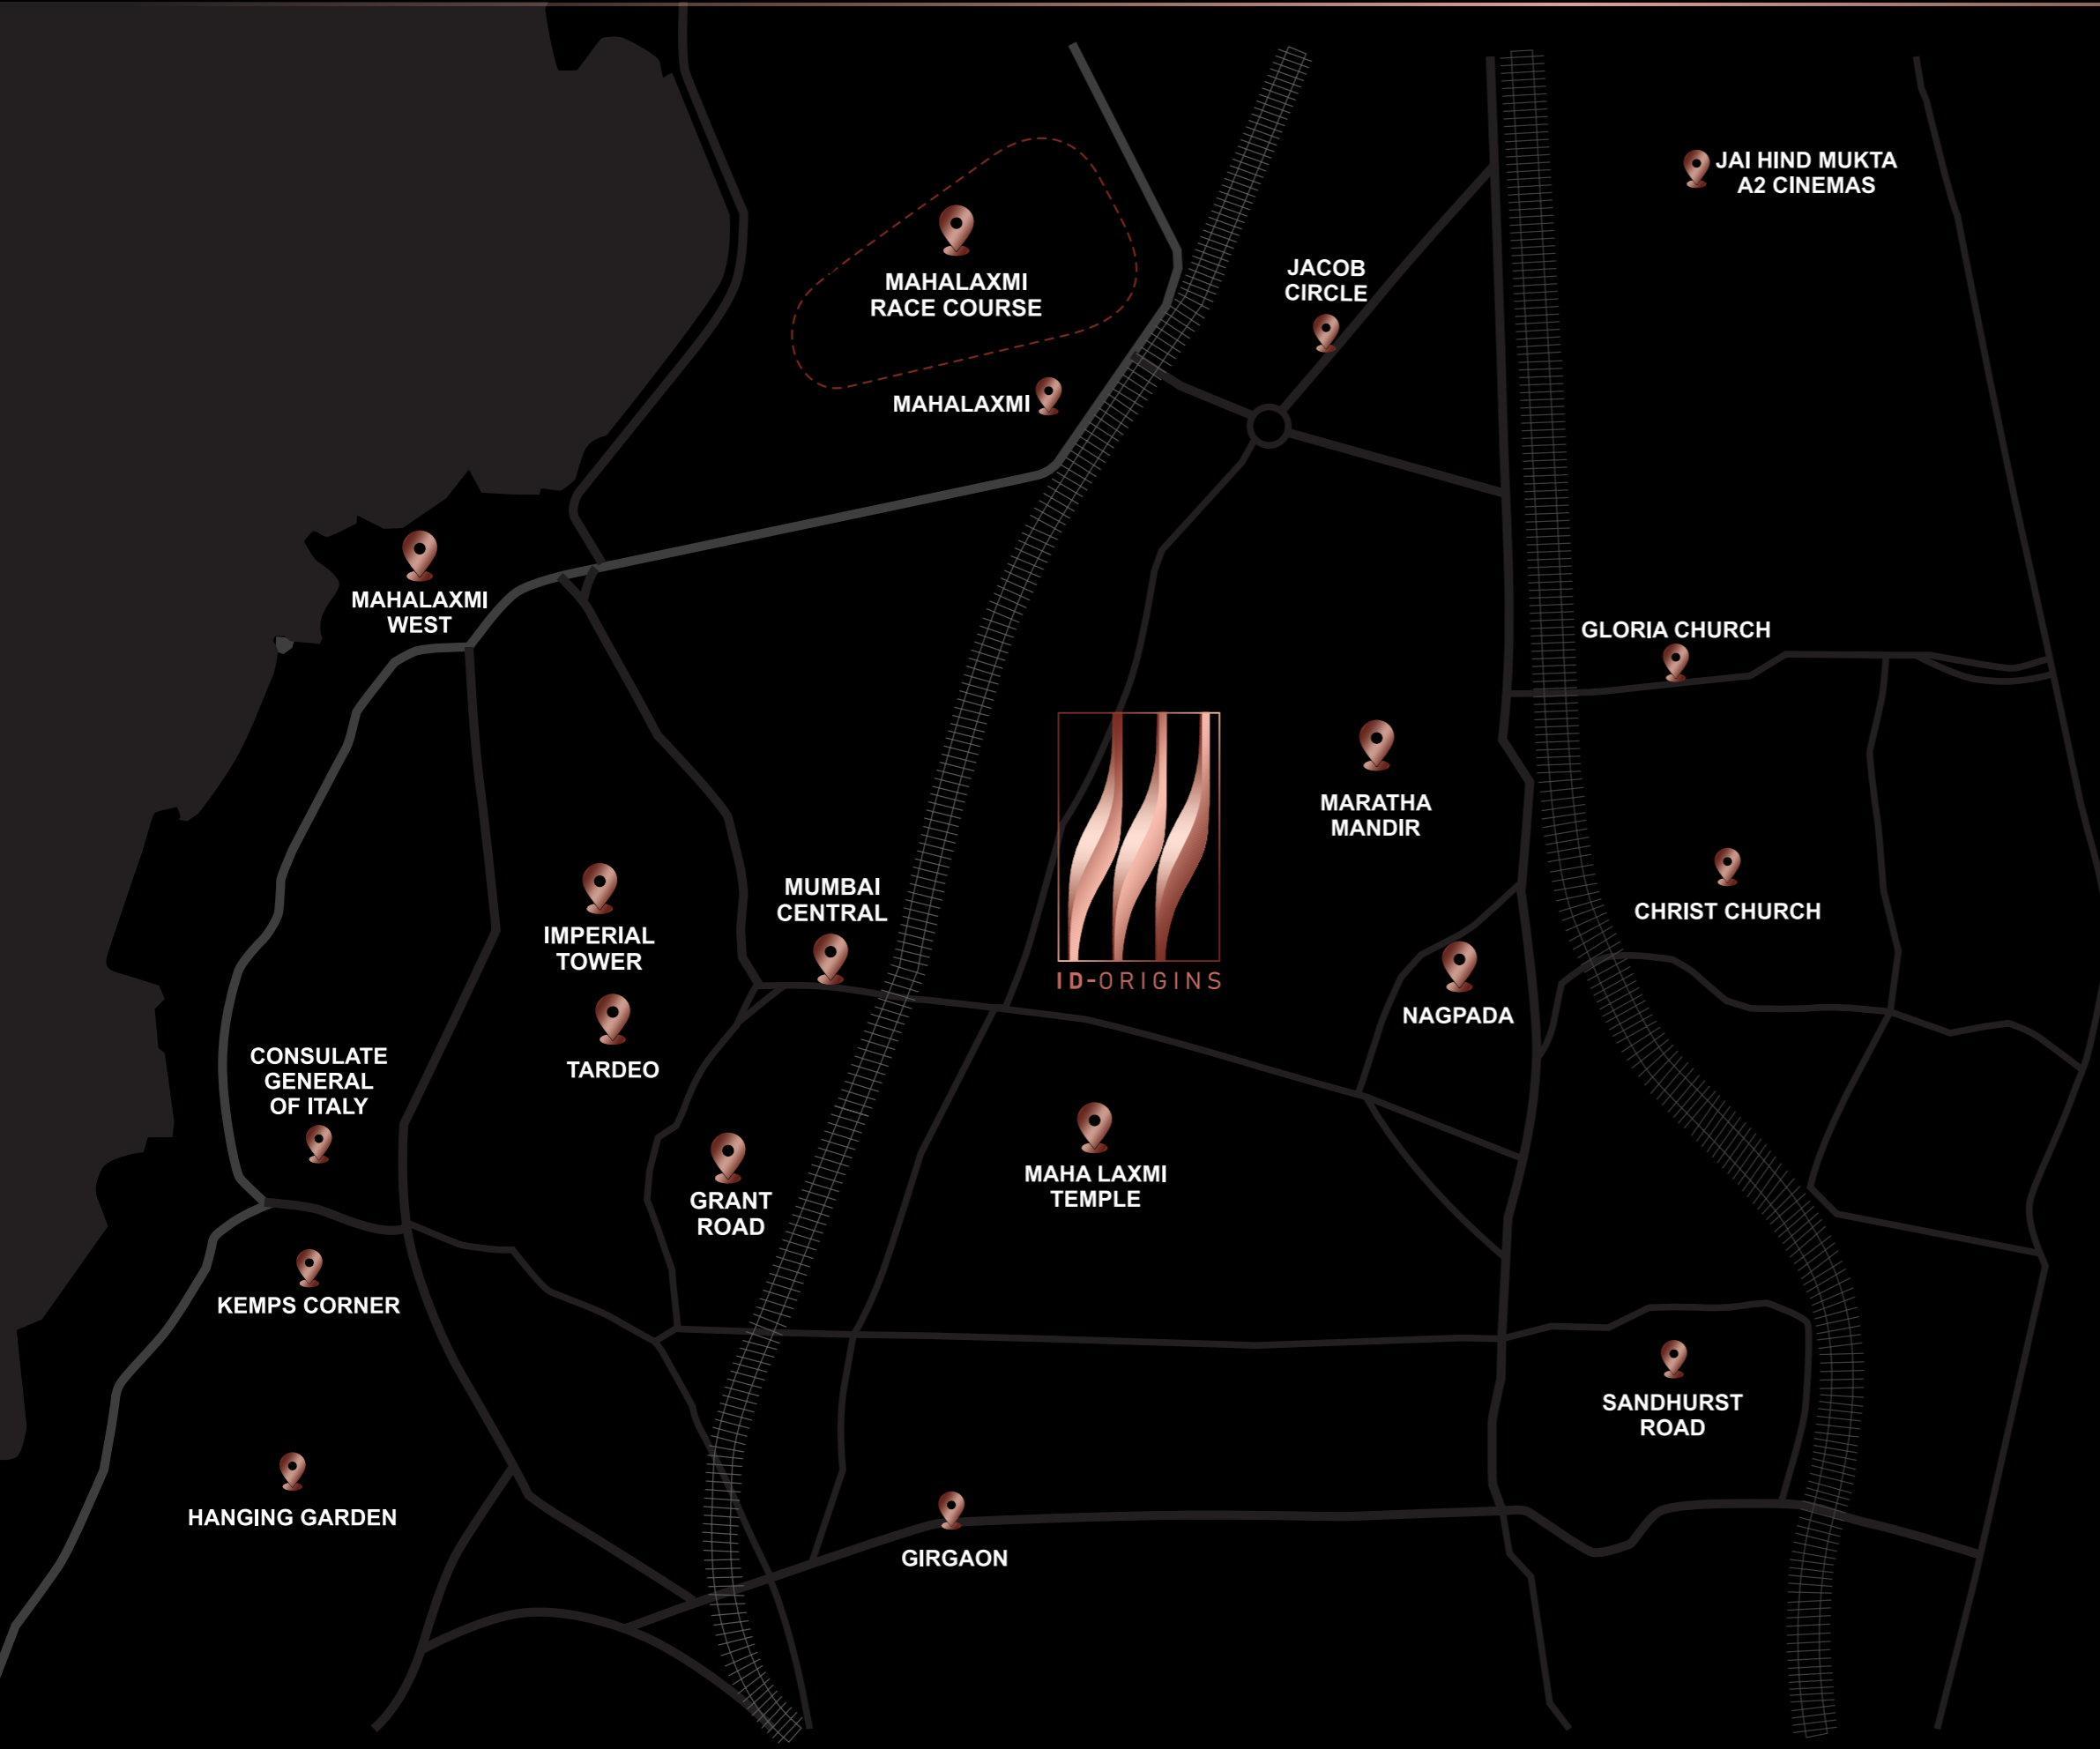 JAI HIND MUKTA
A2 CINEMAS
MAHALAXMI
RACE COURSE
JACOB
CIRCLE
MAHALAXMI
MAHALAXMI
WEST
GLORIA CHURCH
MARATHA
MANDIR
MUMBAI
CENTRAL
CHRIST CHURCH
IMPERIAL
TOWER
ID-ORIGINS
NAGPADA
TARDEO
CONSULATE
GENERAL
OF ITALY
MAHA LAXMI
TEMPLE
GRANT
ROAD
KEMPS CORNER
SANDHURST
ROAD
HANGING GARDEN
GIRGAON